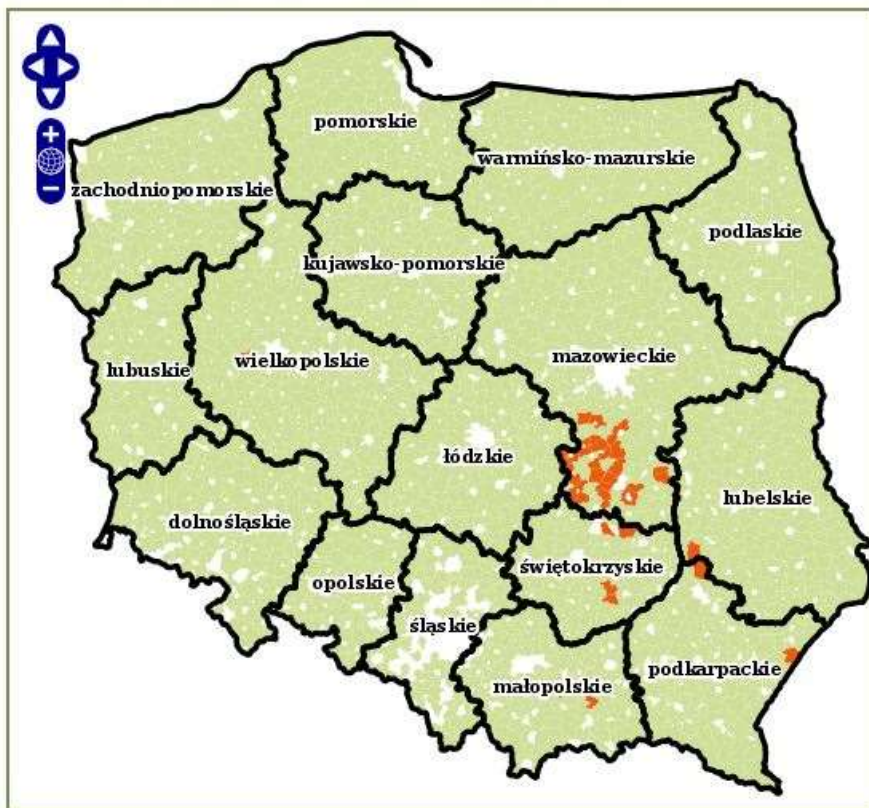 pomorskie
warmińsko-mazurskie
zachodniopomorskie
podlaskie
kujawsko-pomorskie
mazowieckie
wielkopolskie
lubuskie
łódzkie
lubelskie
dolnośląskie
świętokrzyskie
opolskie
śląskie
podkarpackie
małopolskie